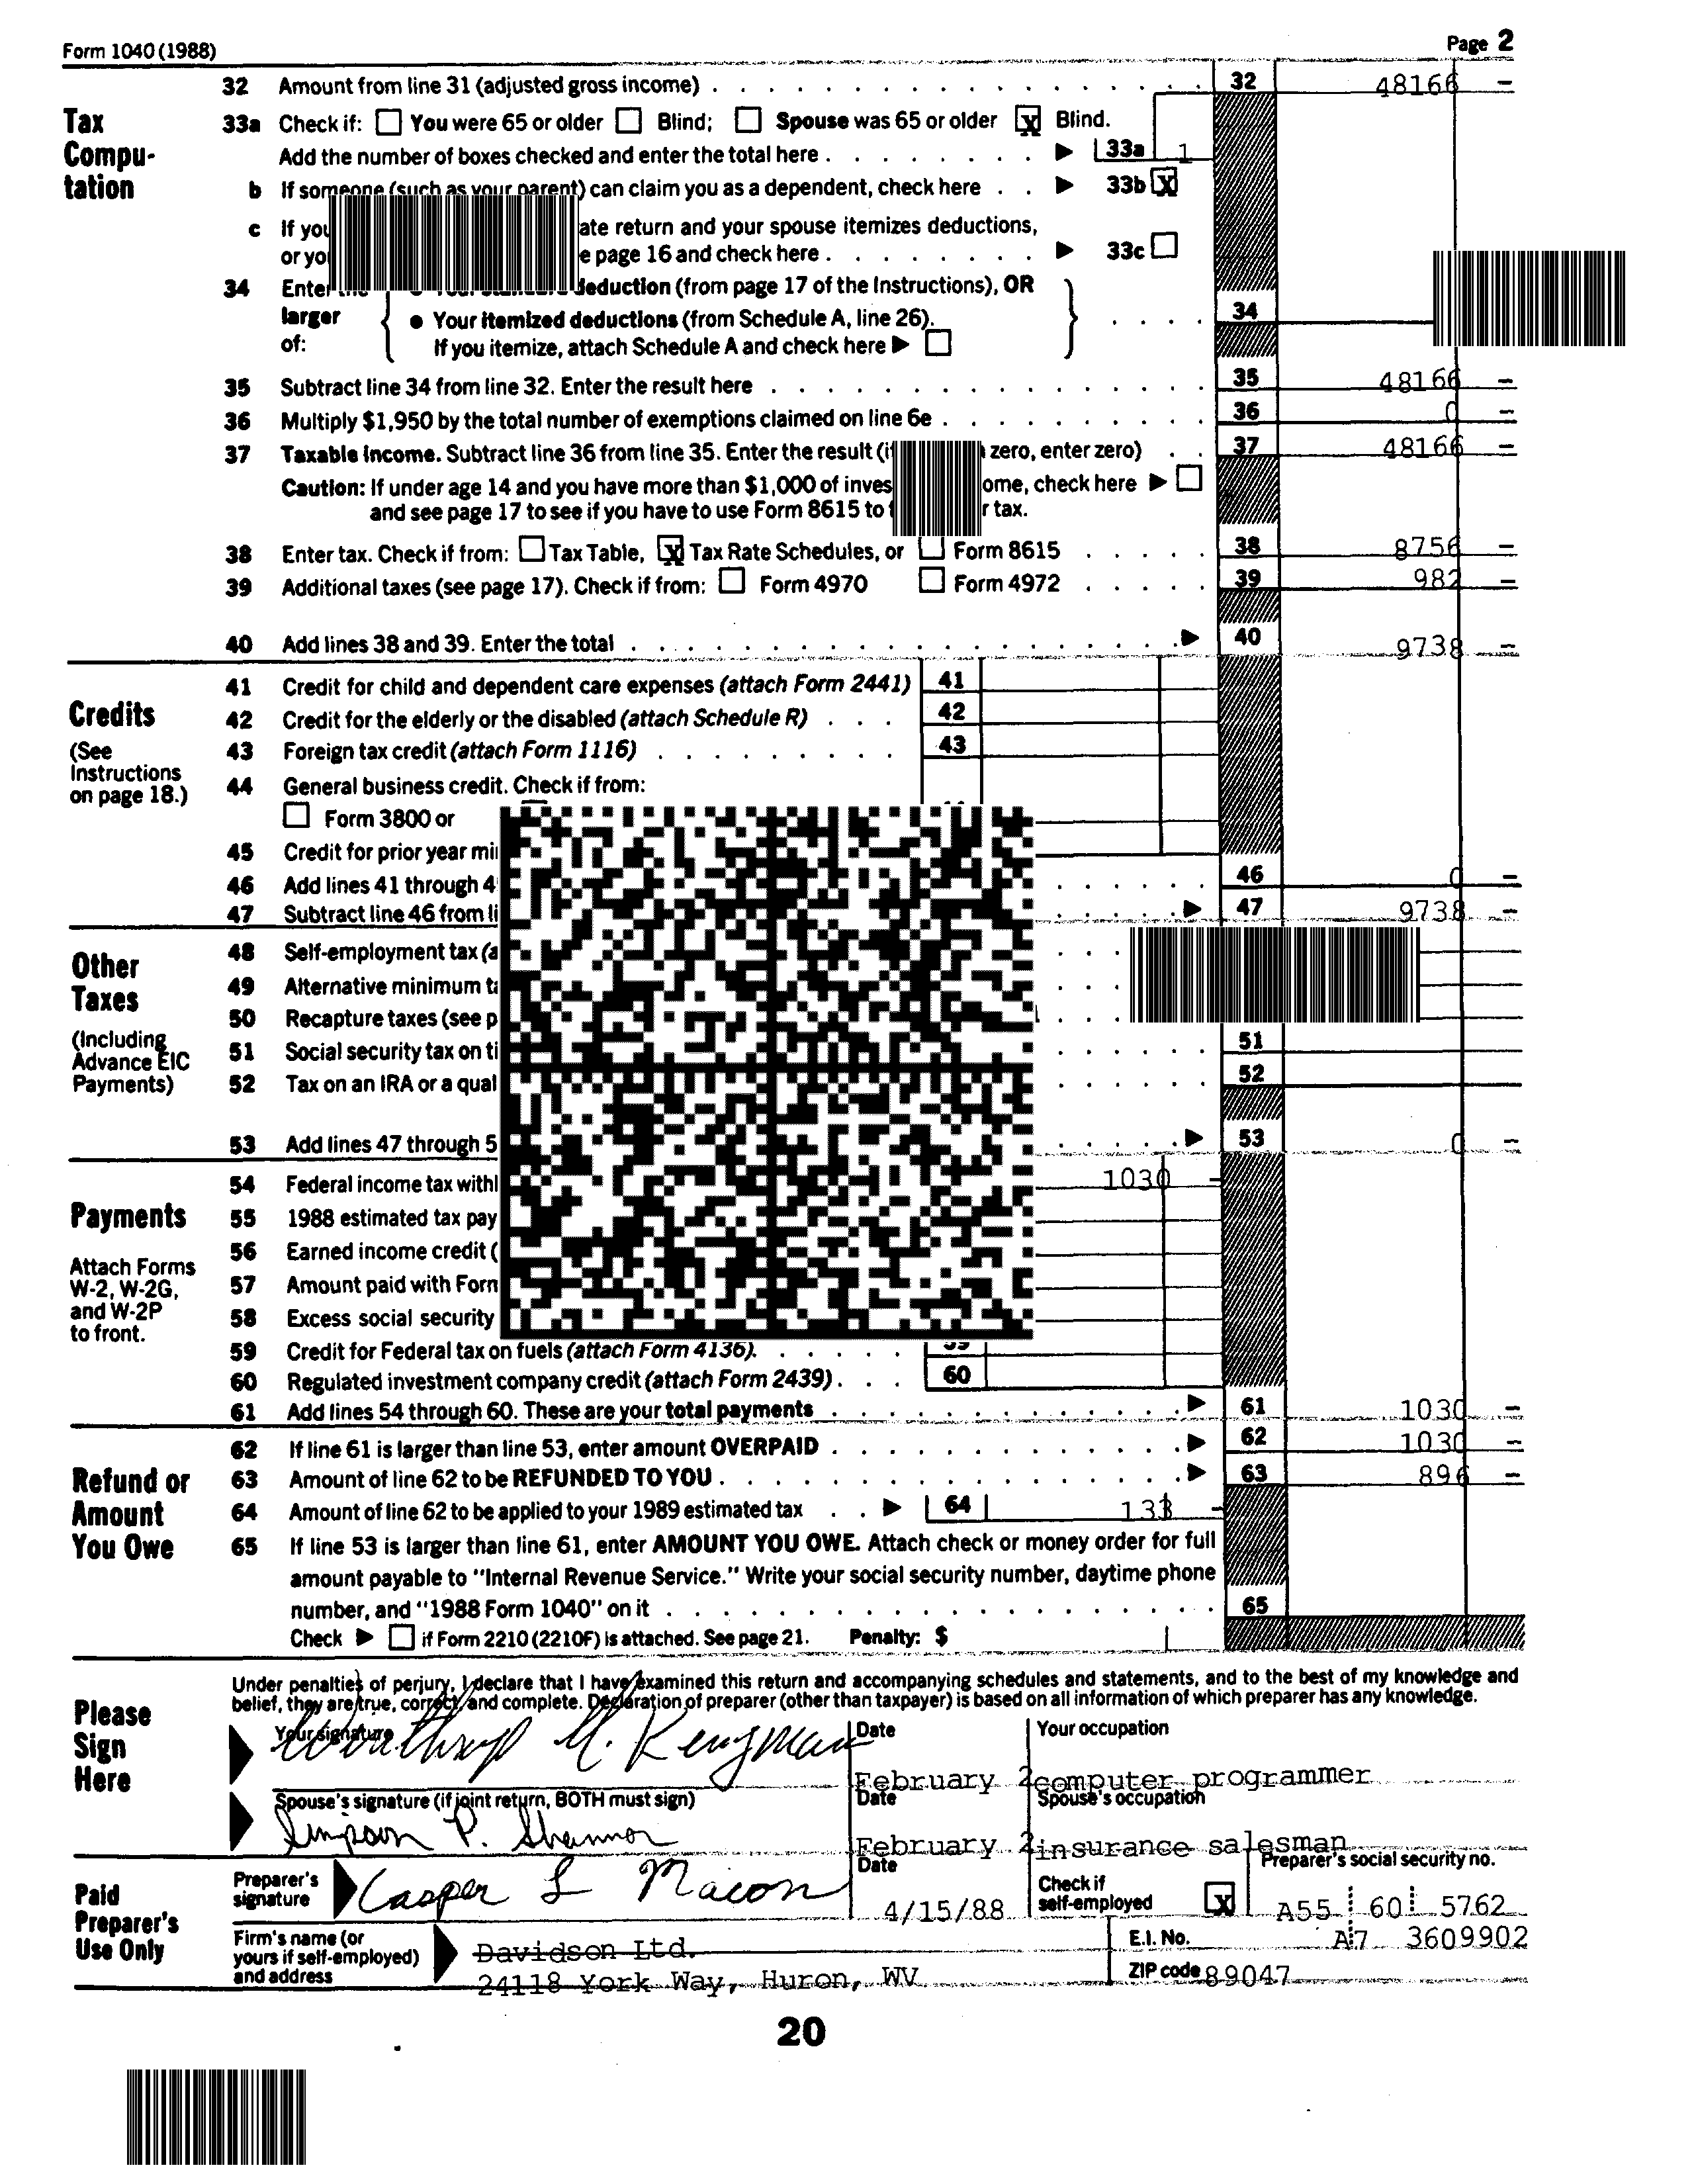 Form 1040 (1988) Page 2
32 Amount from line 31 (adjusted gross income) 32 48166 –
Tax Compu-tation
33a Check if: You were 65 or older Blind; Spouse was 65 or older X Blind.
Add the number of boxes checked and enter the total here 33a 1
b If someone (such as your parent) can claim you as a dependent, check here 33b X
c If you ate return and your spouse itemizes deductions,
or you page 16 and check here 33c
34 Enter deduction (from page 17 of the Instructions), OR
larger ● Your itemized deductions (from Schedule A, line 26). 34
of: If you itemize, attach Schedule A and check here
35 Subtract line 34 from line 32. Enter the result here 35 48166 –
36 Multiply $1,950 by the total number of exemptions claimed on line 6e 36 0 –
37 Taxable income. Subtract line 36 from line 35. Enter the result zero, enter zero) 37 48166 –
Caution: If under age 14 and you have more than $1,000 of inves ome, check here
and see page 17 to see if you have to use Form 8615 to r tax.
38 Enter tax. Check if from: Tax Table, X Tax Rate Schedules, or Form 8615 38 8756 –
39 Additional taxes (see page 17). Check if from: Form 4970 Form 4972 39 982 –
40 Add lines 38 and 39. Enter the total 40 9738 –
Credits
(See Instructions on page 18.)
41 Credit for child and dependent care expenses (attach Form 2441) 41
42 Credit for the elderly or the disabled (attach Schedule R) 42
43 Foreign tax credit (attach Form 1116) 43
44 General business credit. Check if from:
Form 3800 or
45 Credit for prior year mi
46 Add lines 41 through 4 46 0 –
47 Subtract line 46 from li 47 9738 –
Other Taxes
(Including Advance EIC Payments)
48 Self-employment tax (a
49 Alternative minimum ta
50 Recapture taxes (see p
51 Social security tax on ti 51
52 Tax on an IRA or a qual 52
53 Add lines 47 through 5 53 0 –
Payments
Attach Forms W-2, W-2G, and W-2P to front.
54 Federal income tax withl 1030 –
55 1988 estimated tax pay
56 Earned income credit (
57 Amount paid with Form
58 Excess social security
59 Credit for Federal tax on fuels (attach Form 4136).
60 Regulated investment company credit (attach Form 2439) 60
61 Add lines 54 through 60. These are your total payments 61 1030 –
62 If line 61 is larger than line 53, enter amount OVERPAID 62 1030 –
Refund or Amount You Owe
63 Amount of line 62 to be REFUNDED TO YOU 63 896 –
64 Amount of line 62 to be applied to your 1989 estimated tax 64 133 –
65 If line 53 is larger than line 61, enter AMOUNT YOU OWE. Attach check or money order for full
amount payable to "Internal Revenue Service." Write your social security number, daytime phone
number, and "1988 Form 1040" on it 65
Check if Form 2210 (2210F) is attached. See page 21. Penalty: $
Please Sign Here
Under penalties of perjury, I declare that I have examined this return and accompanying schedules and statements, and to the best of my knowledge and
belief, they are true, correct, and complete. Declaration of preparer (other than taxpayer) is based on all information of which preparer has any knowledge.
Your signature Date Your occupation
Winthrop M. Kengman February 2 computer programmer
Spouse's signature (if joint return, BOTH must sign) Date Spouse's occupation
Simpson P. Shannon February 2 insurance salesman
Paid Preparer's Use Only
Preparer's signature Date Check if self-employed Preparer's social security no.
Casper L Macon 4/15/88 X A55 60 5762
Firm's name (or yours if self-employed) and address
Davidson Ltd. E.I. No. A7 3609902
24118 York Way, Huron, WV ZIP code 89047
20